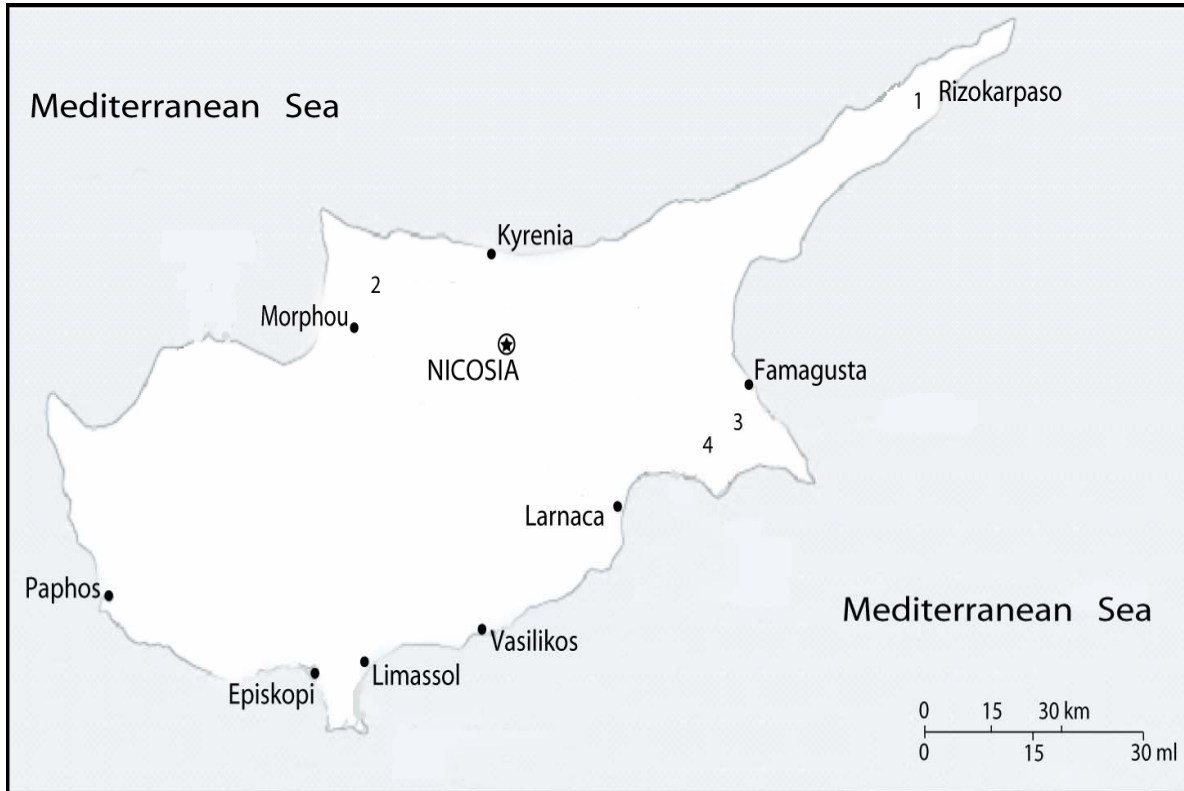 1 Rizokarpaso
Mediterranean Sea
Kyrenia
2
Morphou
NICOSIA
Famagusta
3
4
Larnaca
Paphos
Mediterranean Sea
Vasilikos
Limassol
Episkopi
0 15 30 km
0 15 30 ml